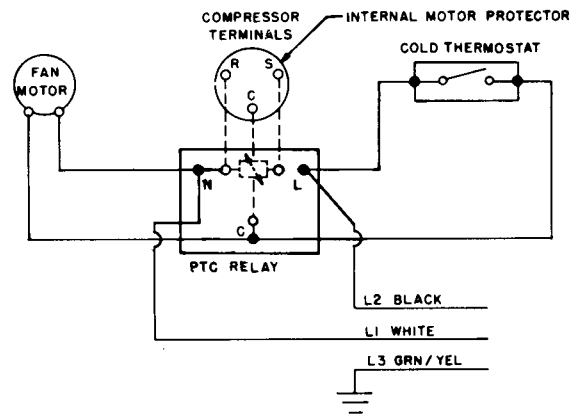 COMPRESSOR
TERMINALS
INTERNAL MOTOR PROTECTOR
COLD THERMOSTAT
FAN
MOTOR
R S
C
N L
C
PTC RELAY
L2 BLACK
L1 WHITE
L3 GRN/YEL